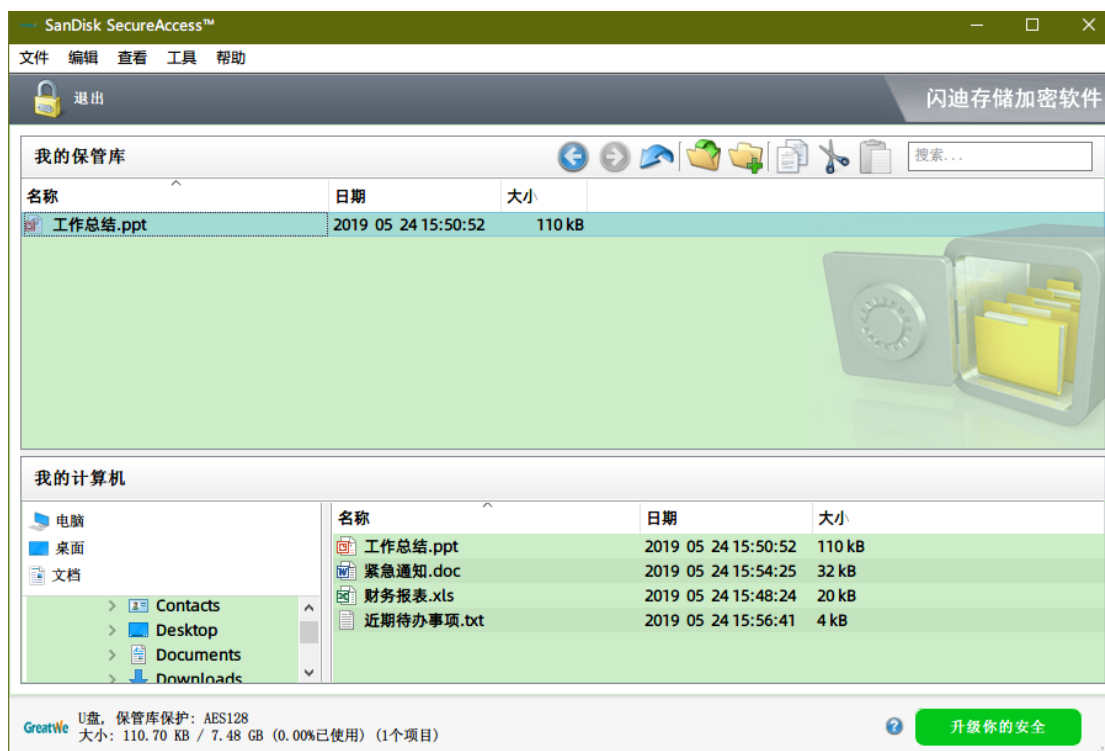 SanDisk SecureAccess™
文件 编辑 查看 工具 帮助
退出
闪迪存储加密软件
我的保管库
搜索...
名称 日期 大小
工作总结.ppt 2019 05 24 15:50:52 110 kB
我的计算机
电脑
桌面
文档
Contacts
Desktop
Documents
Downloads
名称 日期 大小
工作总结.ppt 2019 05 24 15:50:52 110 kB
紧急通知.doc 2019 05 24 15:54:25 32 kB
财务报表.xls 2019 05 24 15:48:24 20 kB
近期待办事项.txt 2019 05 24 15:56:41 4 kB
GreatWe
U盘, 保管库保护: AES128
大小: 110.70 KB / 7.48 GB (0.00%已使用) (1个项目)
升级你的安全